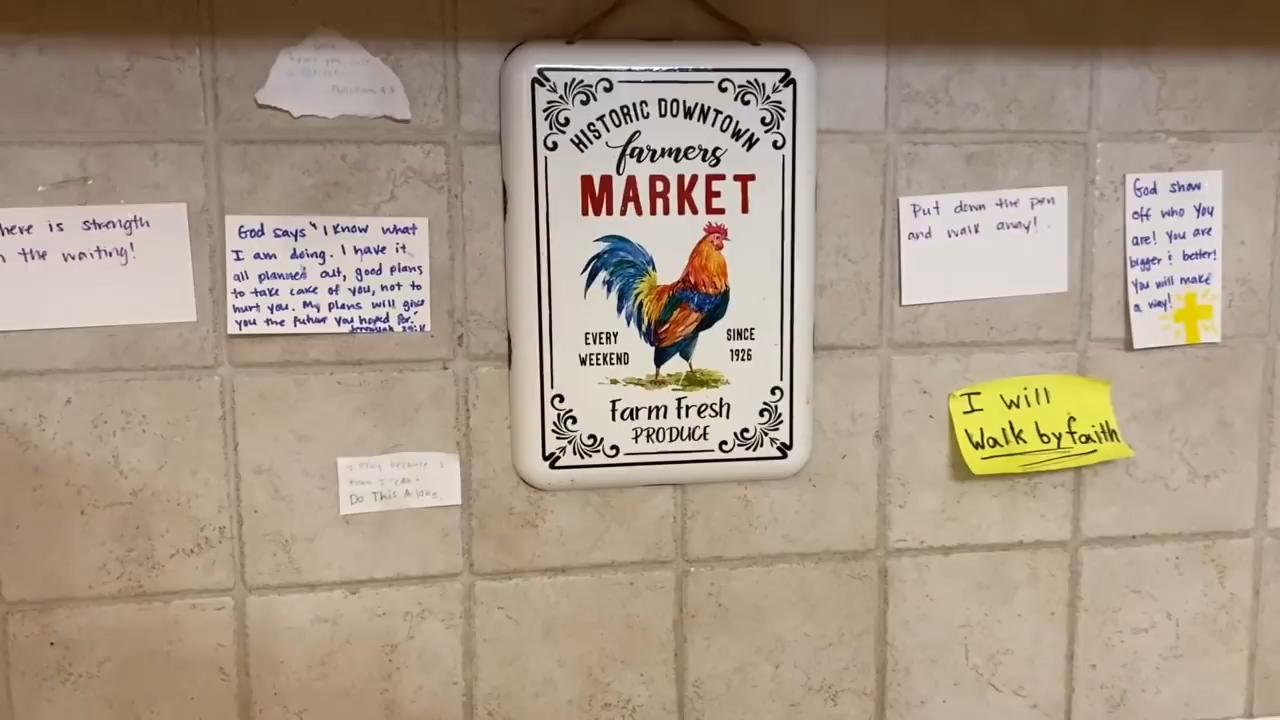 here is strength
the waiting!
God says "I know what
I am doing. I have it
all planned out, good plans
to take care of you, not to
hurt you. My plans will give
you the future you hoped for."
Do This Alone.
HISTORIC DOWNTOWN
farmers
MARKET
EVERY
WEEKEND
SINCE
1926
Farm Fresh
PRODUCE
Put down the pen
and walk away!
God show
off who You
are! You are
bigger & better!
You will make
a way!
I will
Walk by faith